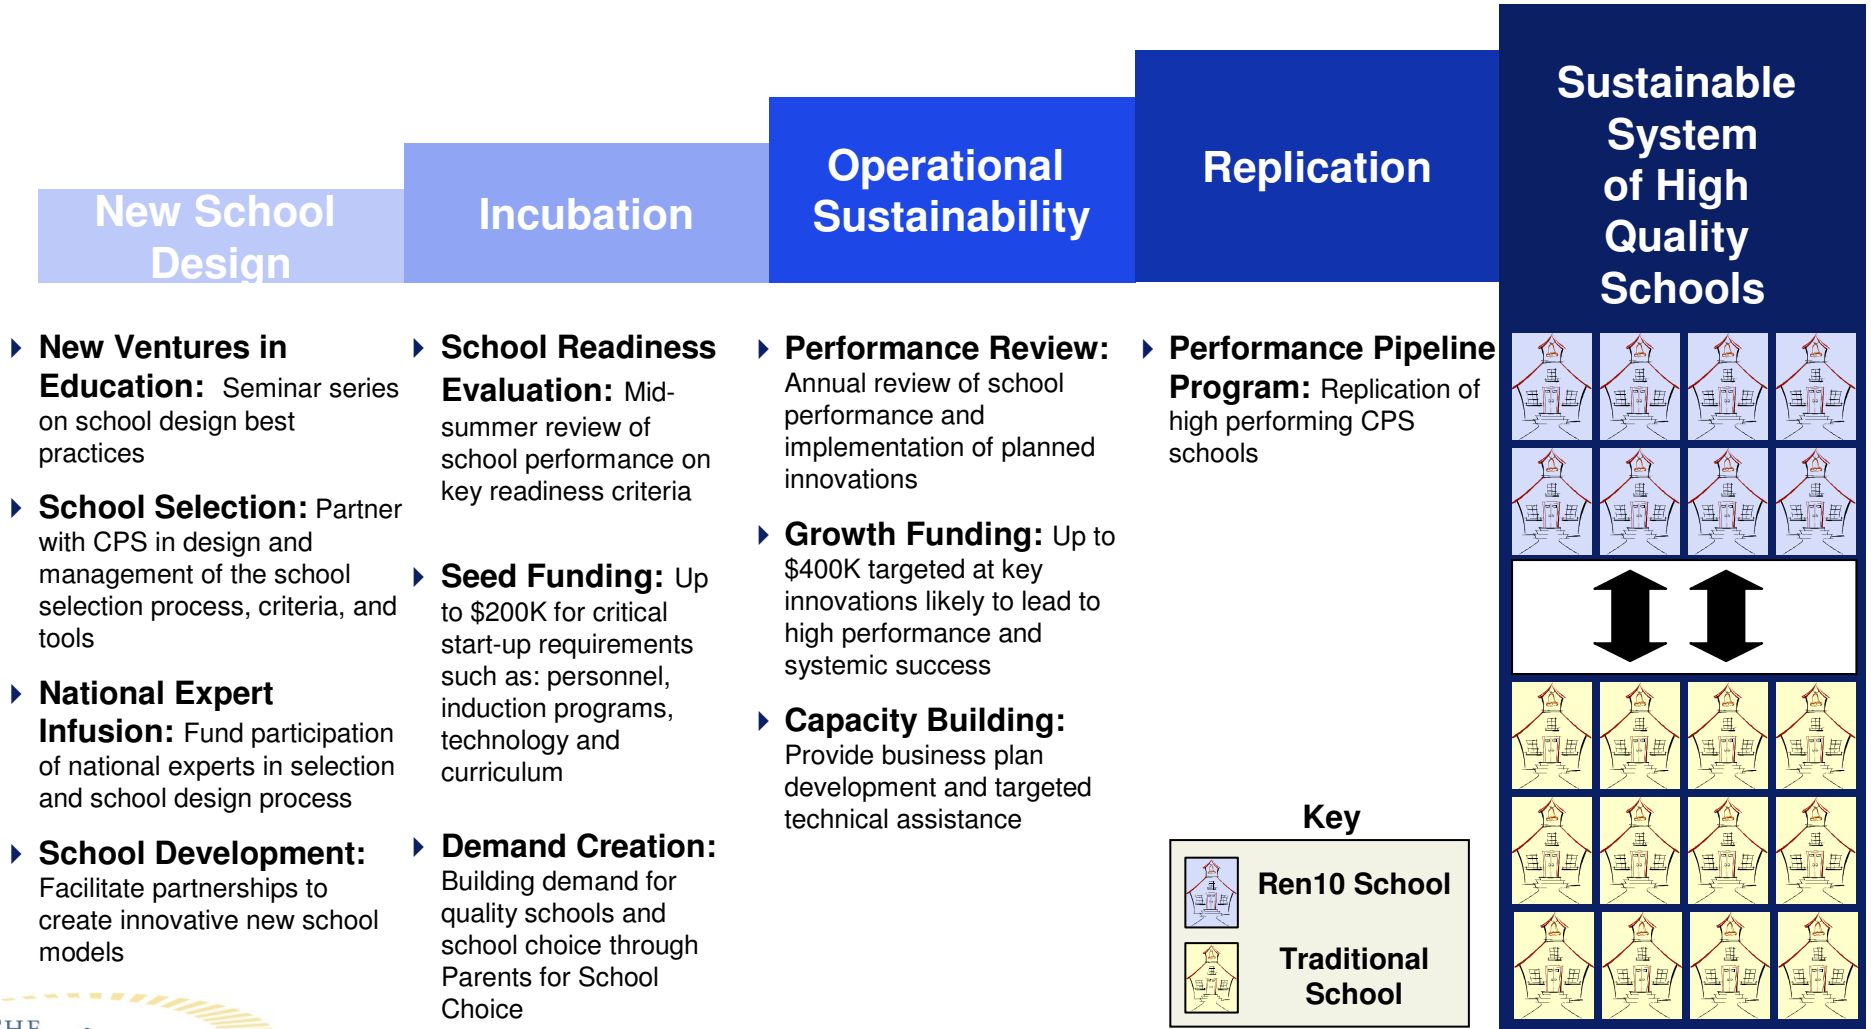 New School
Design
Incubation
Operational
Sustainability
Replication
Sustainable
System
of High
Quality
Schools
New Ventures in
Education: Seminar series
on school design best
practices
School Selection: Partner
with CPS in design and
management of the school
selection process, criteria, and
tools
National Expert
Infusion: Fund participation
of national experts in selection
and school design process
School Development:
Facilitate partnerships to
create innovative new school
models
School Readiness
Evaluation: Mid-
summer review of
school performance on
key readiness criteria
Seed Funding: Up
to $200K for critical
start-up requirements
such as: personnel,
induction programs,
technology and
curriculum
Demand Creation:
Building demand for
quality schools and
school choice through
Parents for School
Choice
Performance Review:
Annual review of school
performance and
implementation of planned
innovations
Growth Funding: Up to
$400K targeted at key
innovations likely to lead to
high performance and
systemic success
Capacity Building:
Provide business plan
development and targeted
technical assistance
Performance Pipeline
Program: Replication of
high performing CPS
schools
Key
Ren10 School
Traditional
School
THE